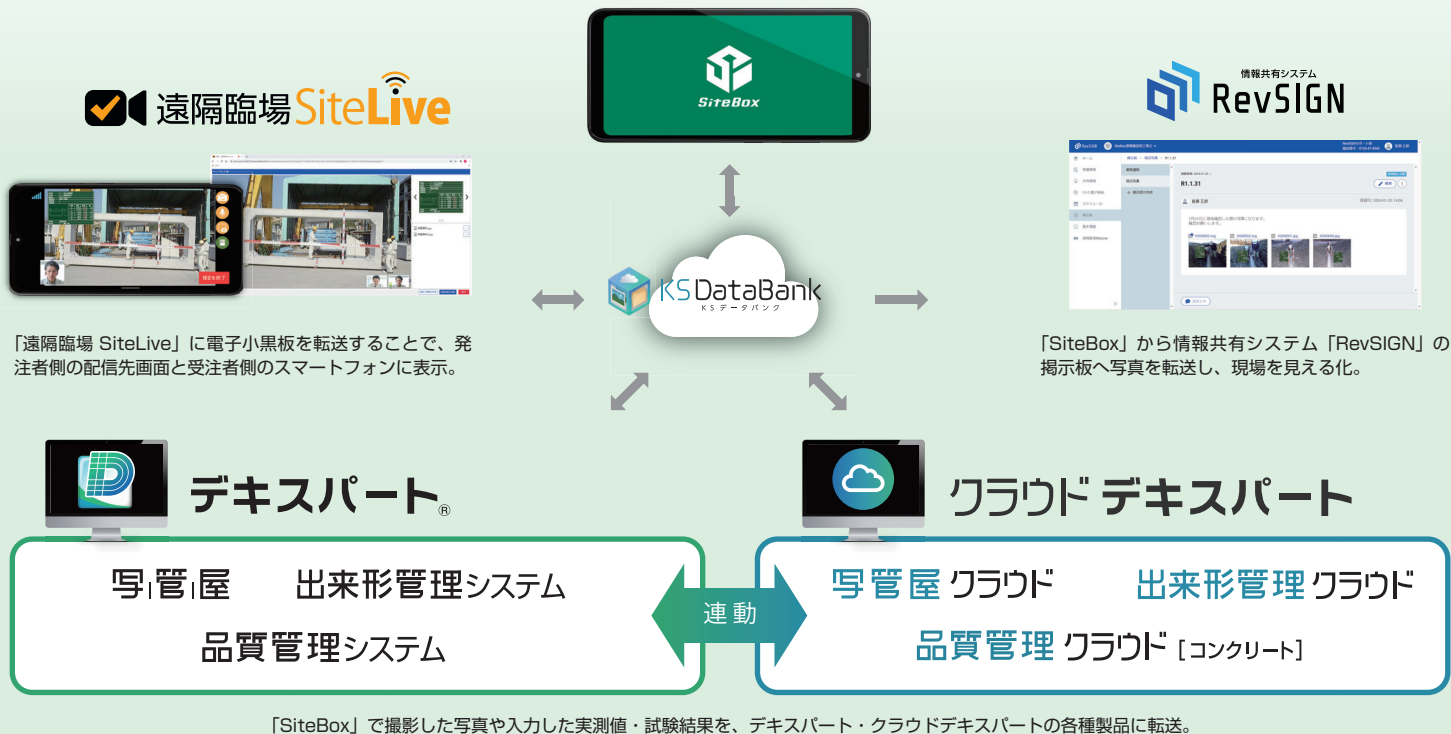 SiteBox
遠隔臨場 SiteLive
情報共有システム
RevSIGN
RevSIGN
R1.1.31
KSDataBank
KSデータバンク
「遠隔臨場 SiteLive」に電子小黒板を転送することで、発
注者側の配信先画面と受注者側のスマートフォンに表示。
「SiteBox」から情報共有システム「RevSIGN」の
掲示板へ写真を転送し、現場を見える化。
デキスパート®
クラウド デキスパート
写管屋 出来形管理システム
品質管理システム
連動
写管屋 クラウド 出来形管理 クラウド
品質管理 クラウド [コンクリート]
「SiteBox」で撮影した写真や入力した実測値・試験結果を、デキスパート・クラウドデキスパートの各種製品に転送。